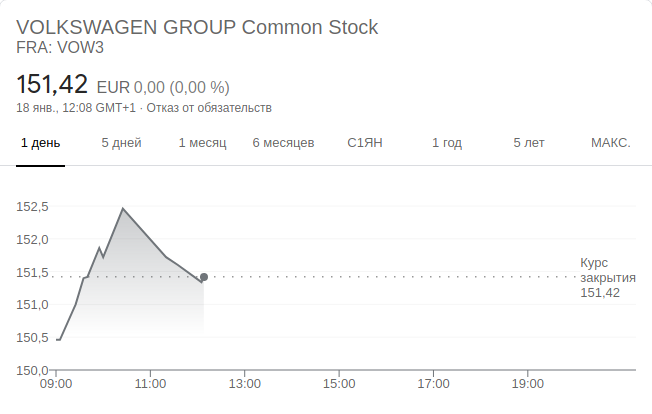 VOLKSWAGEN GROUP Common Stock
FRA: VOW3
151,42 EUR 0,00 (0,00 %)
18 янв., 12:08 GMT+1 · Отказ от обязательств
1 день 5 дней 1 месяц 6 месяцев С1ЯН 1 год 5 лет МАКС.
152,5
152,0
151,5
151,0
150,5
150,0
Курс
закрытия
151,42
09:00 11:00 13:00 15:00 17:00 19:00